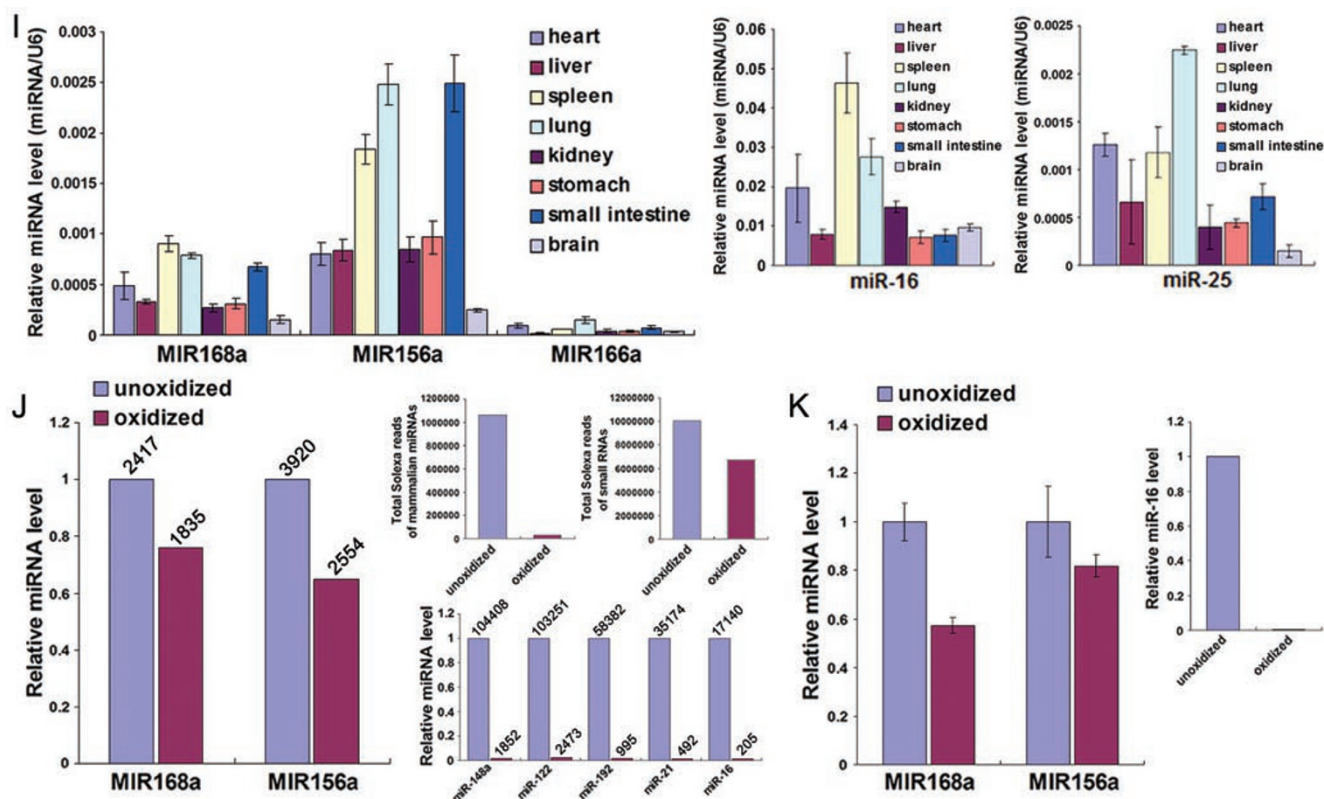 I
Relative miRNA level (miRNA/U6)
0.003
0.0025
0.002
0.0015
0.001
0.0005
0
heart
liver
spleen
lung
kidney
stomach
small intestine
brain
MIR168a
MIR156a
MIR166a
Relative miRNA level (miRNA/U6)
0.06
0.05
0.04
0.03
0.02
0.01
0
heart
liver
spleen
lung
kidney
stomach
small intestine
brain
miR-16
Relative miRNA level (miRNA/U6)
0.0025
0.002
0.0015
0.001
0.0005
0
heart
liver
spleen
lung
kidney
stomach
small intestine
brain
miR-25
J
unoxidized
oxidized
Relative miRNA level
1.2
1
0.8
0.6
0.4
0.2
0
2417
1835
3920
2554
MIR168a
MIR156a
Total Solexa reads
of mammalian miRNAs
1200000
1000000
800000
600000
400000
200000
0
unoxidized
oxidized
Total Solexa reads
of small RNAs
12000000
10000000
8000000
6000000
4000000
2000000
0
unoxidized
oxidized
Relative miRNA level
1.2
1
0.8
0.6
0.4
0.2
0
104408
1852
103251
2473
58382
995
35174
492
17140
205
miR-148a
miR-122
miR-192
miR-21
miR-16
K
unoxidized
oxidized
Relative miRNA level
1.4
1.2
1
0.8
0.6
0.4
0.2
0
MIR168a
MIR156a
Relative miR-16 level
1.2
1
0.8
0.6
0.4
0.2
0
unoxidized
oxidized